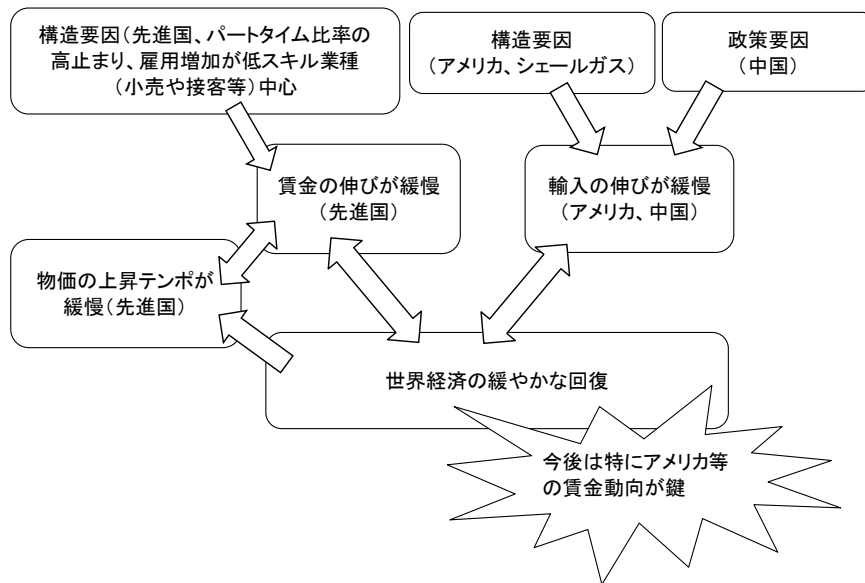 構造要因（先進国、パートタイム比率の
高止まり、雇用増加が低スキル業種
（小売や接客等）中心
構造要因
（アメリカ、シェールガス）
政策要因
（中国）
賃金の伸びが緩慢
（先進国）
輸入の伸びが緩慢
（アメリカ、中国）
物価の上昇テンポが
緩慢（先進国）
世界経済の緩やかな回復
今後は特にアメリカ等
の賃金動向が鍵